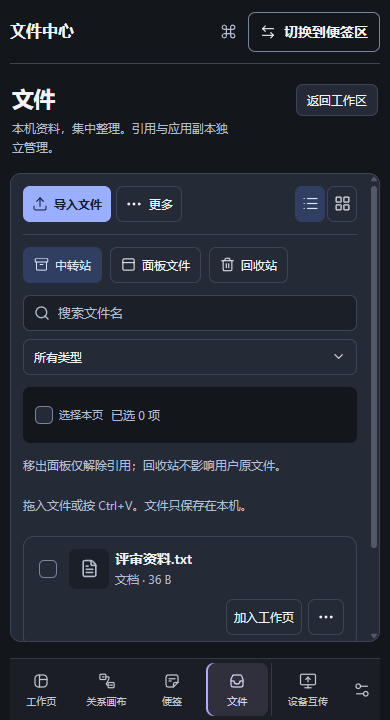 文件中心
切换到便签区
文件
返回工作区
本机资料，集中整理。引用与应用副本独
立管理。
导入文件
更多
中转站
面板文件
回收站
搜索文件名
所有类型
选择本页 已选 0 项
移出面板仅解除引用；回收站不影响用户原文件。
拖入文件或按 Ctrl+V。文件只保存在本机。
评审资料.txt
文档 · 36 B
加入工作页
工作页
关系画布
便签
文件
设备互传